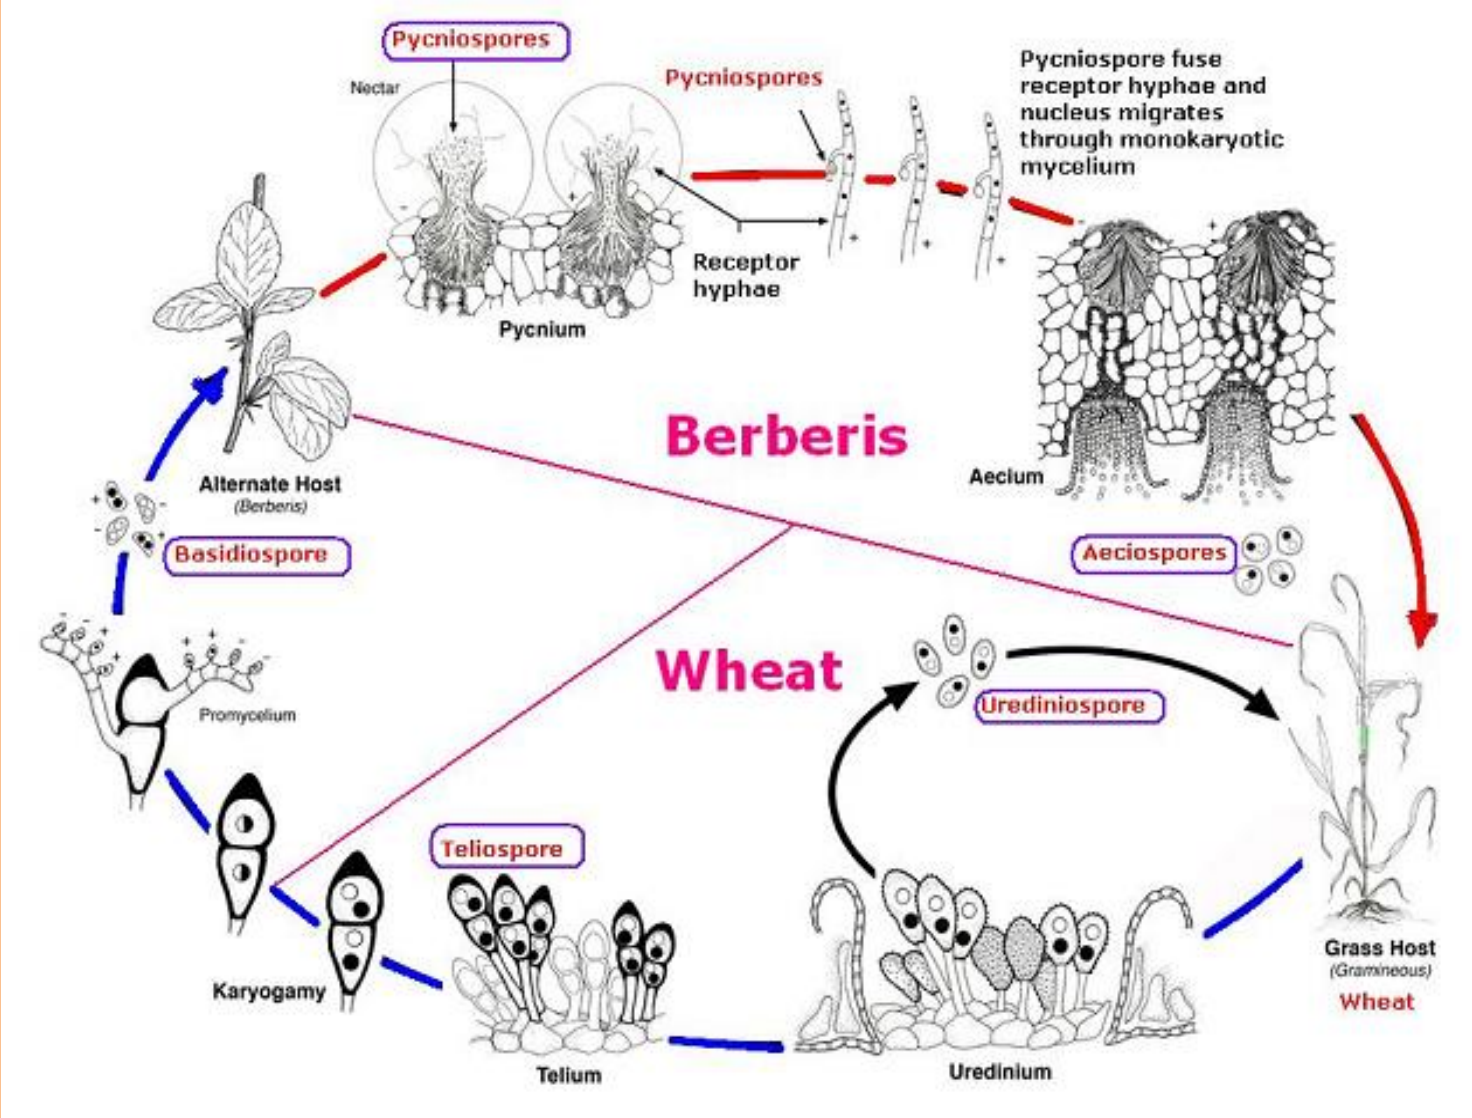 Pycniospores
Nectar
Pycniospores
Pycniospore fuse
receptor hyphae and
nucleus migrates
through monokaryotic
mycelium
Receptor
hyphae
Pycnium
Berberis
Aecium
Alternate Host
(Berberis)
Basidiospore
Aeciospores
Wheat
Urediniospore
Promycelium
Teliospore
Karyogamy
Grass Host
(Gramineous)
Wheat
Telium
Uredinium